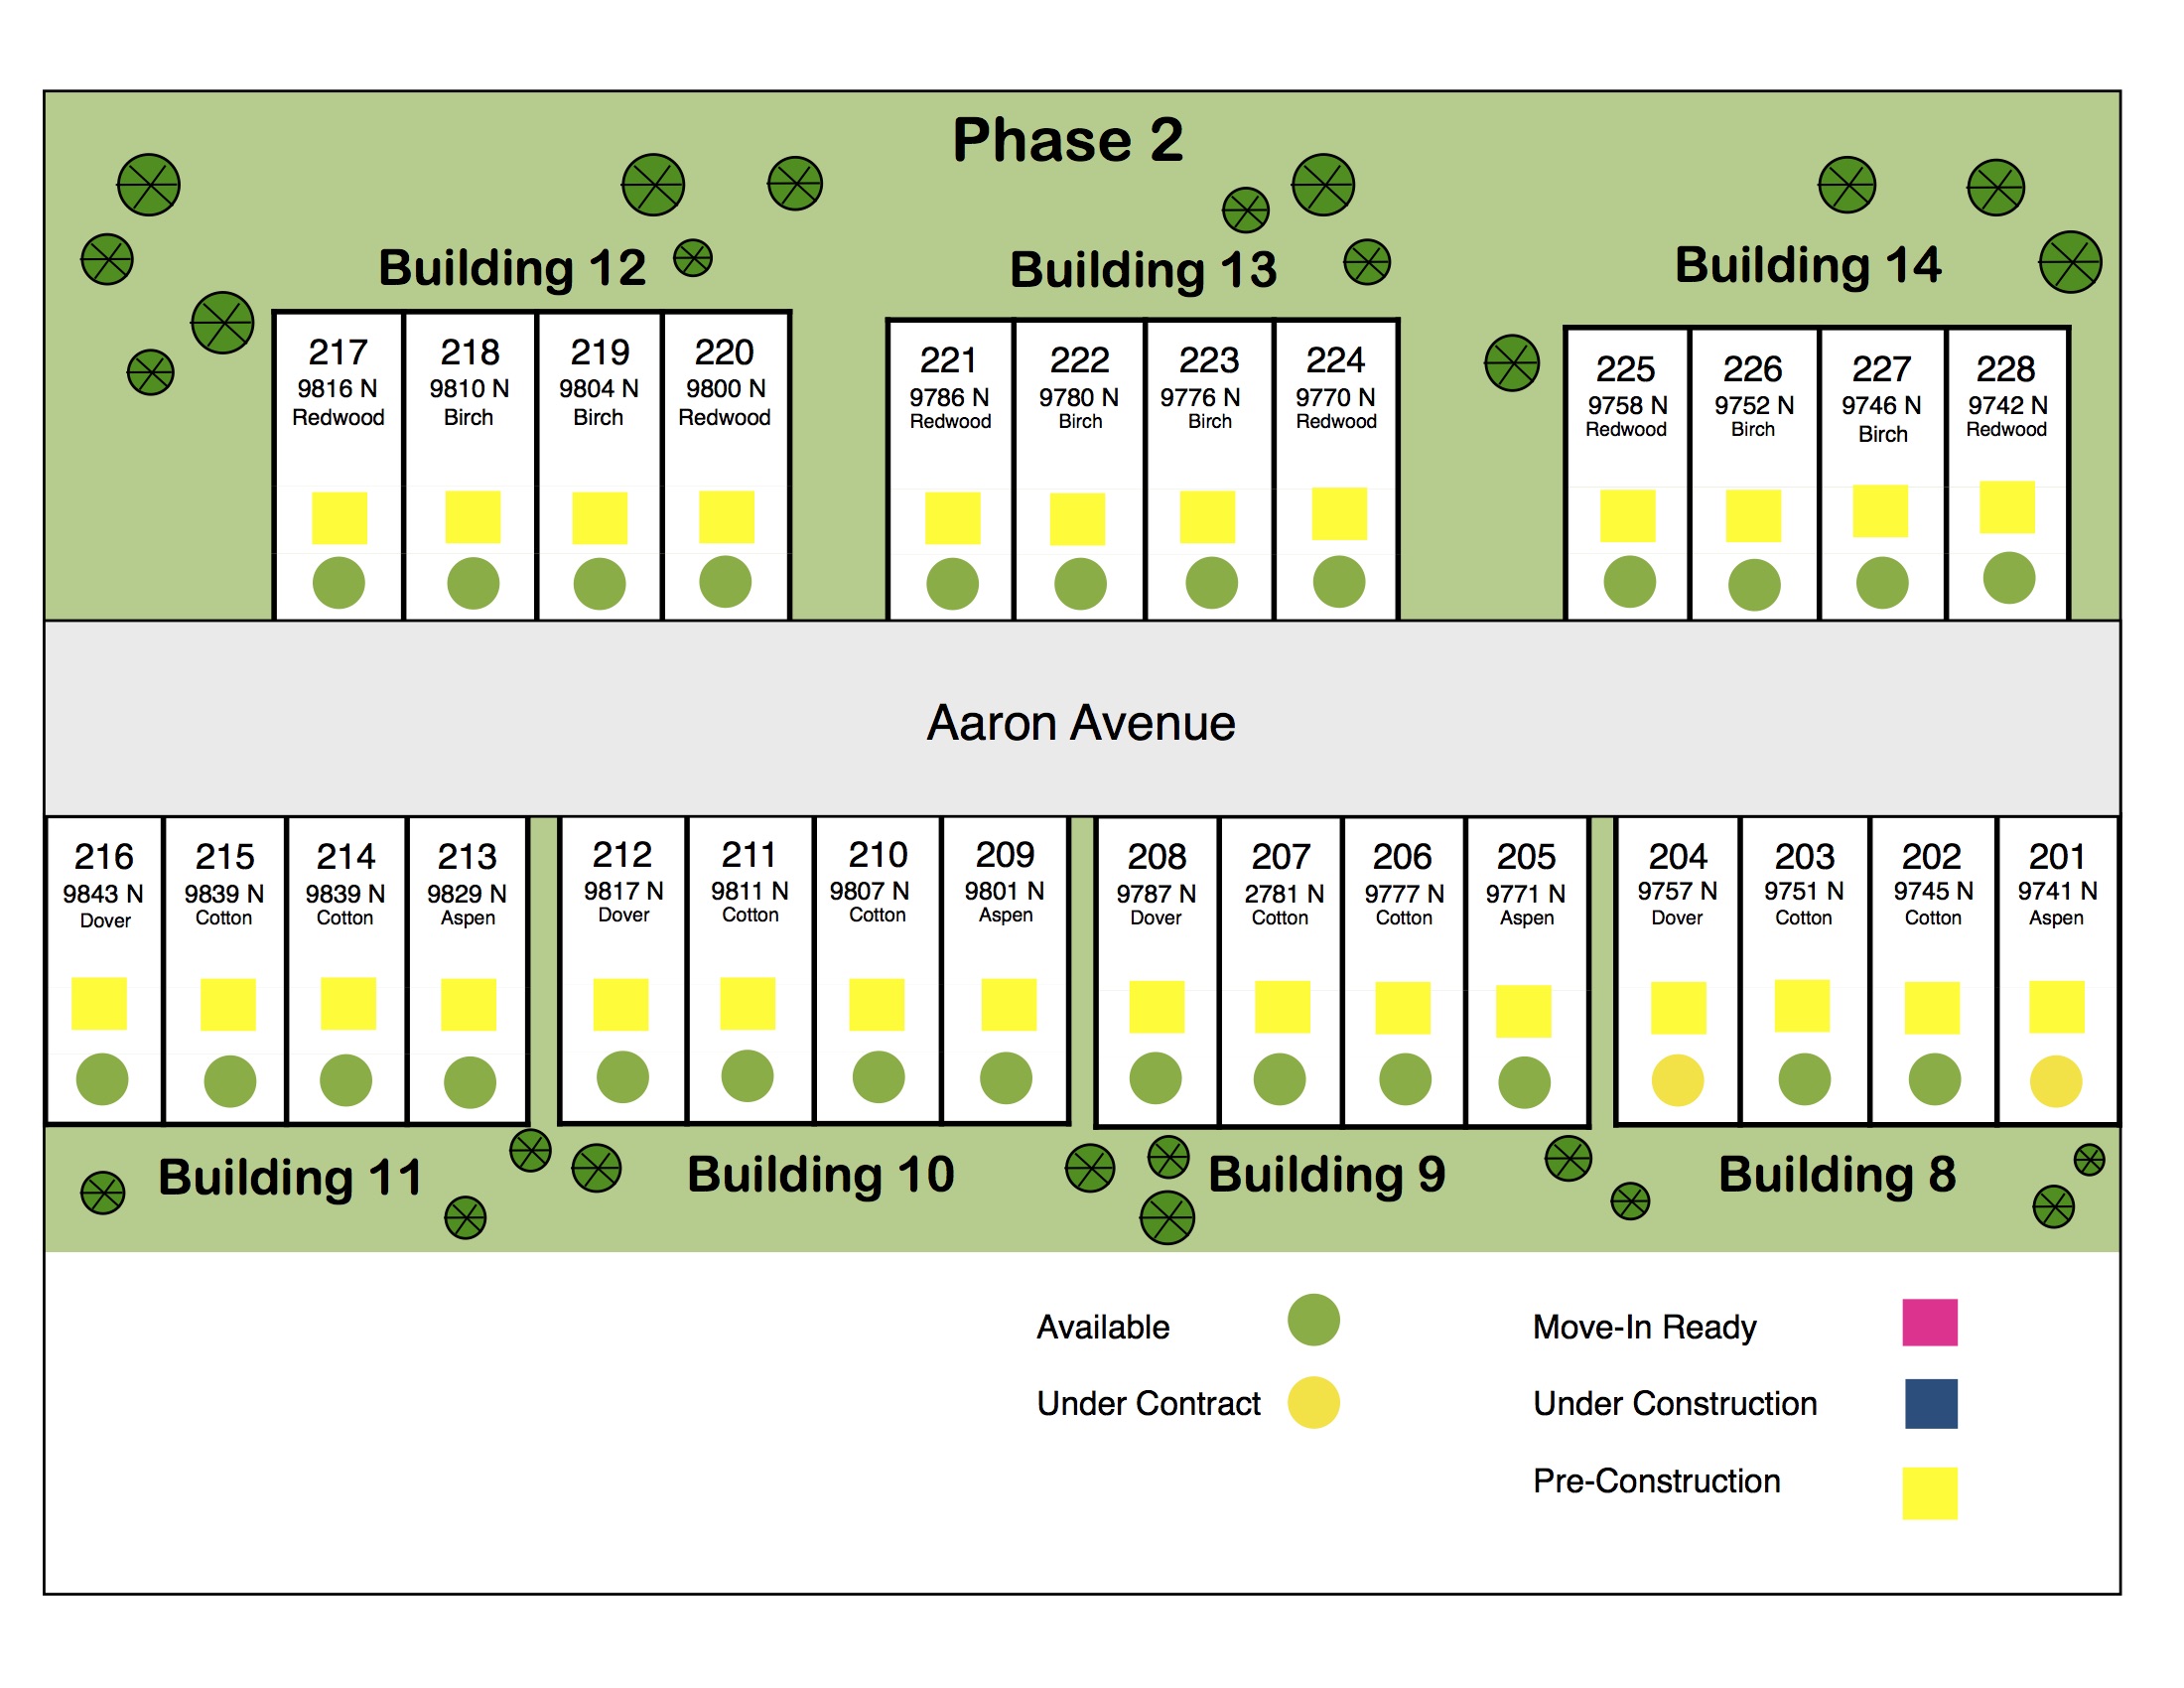 Phase 2
Building 12
Building 13
Building 14
217
9816 N
Redwood
218
9810 N
Birch
219
9804 N
Birch
220
9800 N
Redwood
221
9786 N
Redwood
222
9780 N
Birch
223
9776 N
Birch
224
9770 N
Redwood
225
9758 N
Redwood
226
9752 N
Birch
227
9746 N
Birch
228
9742 N
Redwood
Aaron Avenue
216
9843 N
Dover
215
9839 N
Cotton
214
9839 N
Cotton
213
9829 N
Aspen
212
9817 N
Dover
211
9811 N
Cotton
210
9807 N
Cotton
209
9801 N
Aspen
208
9787 N
Dover
207
2781 N
Cotton
206
9777 N
Cotton
205
9771 N
Aspen
204
9757 N
Dover
203
9751 N
Cotton
202
9745 N
Cotton
201
9741 N
Aspen
Building 11
Building 10
Building 9
Building 8
Available
Under Contract
Move-In Ready
Under Construction
Pre-Construction